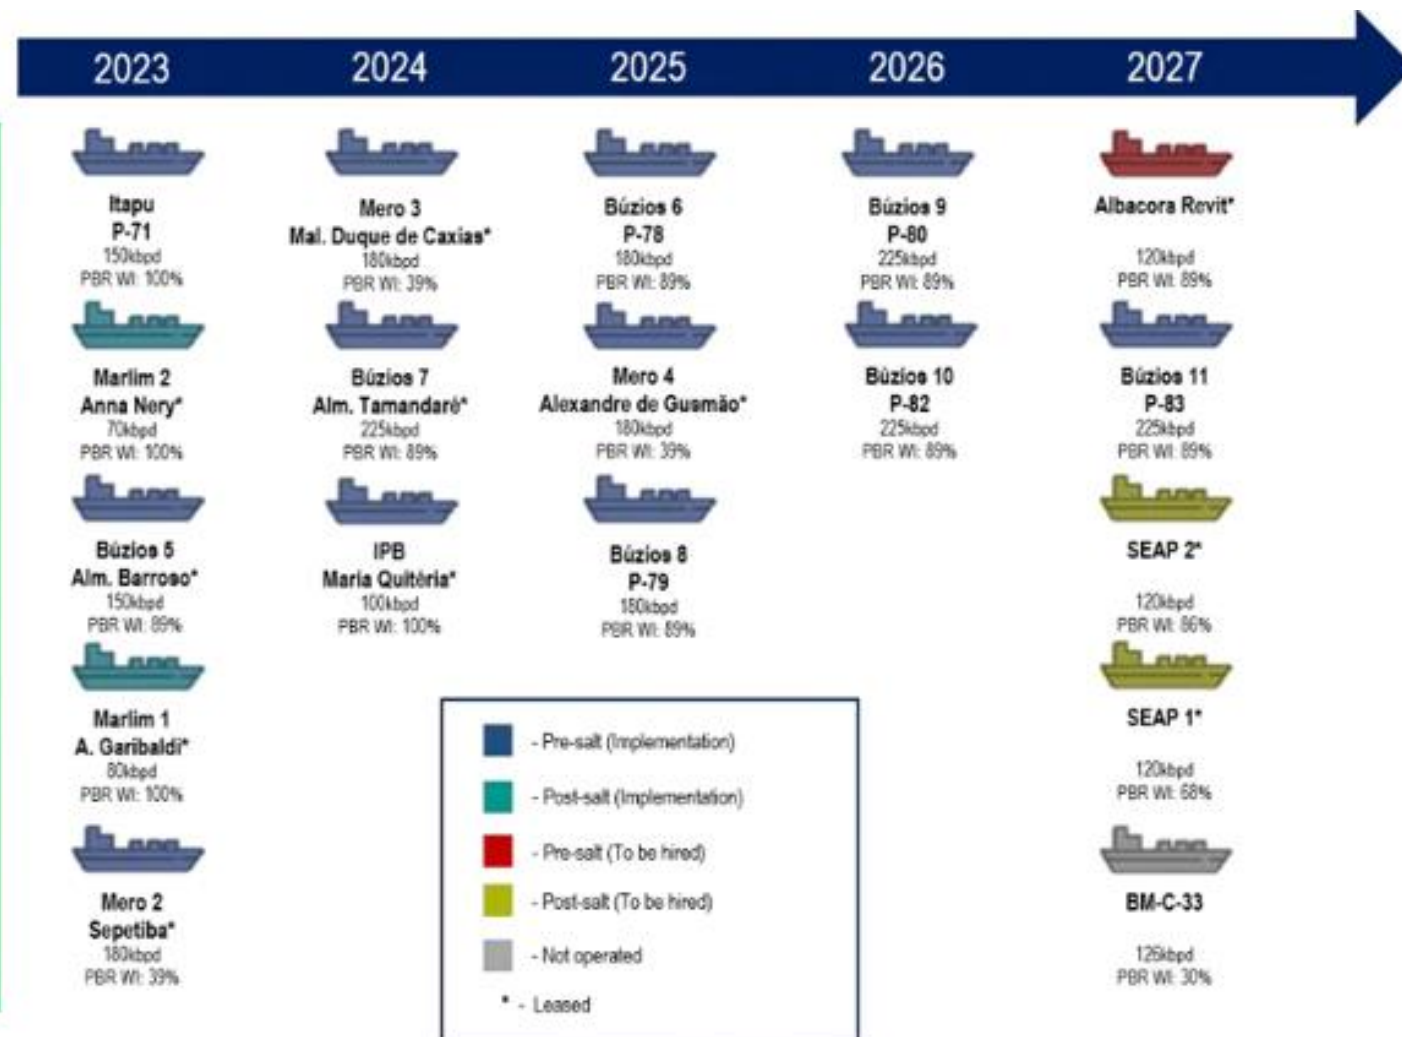 2023
2024
2025
2026
2027
Itapu
P-71
150kbpd
PBR WI: 100%
Marlim 2
Anna Nery*
70kbpd
PBR WI: 100%
Búzios 5
Alm. Barroso*
150kbpd
PBR WI: 89%
Marlim 1
A. Garibaldi*
80kbpd
PBR WI: 100%
Mero 2
Sepetiba*
180kbpd
PBR WI: 39%
Mero 3
Mal. Duque de Caxias*
180kbpd
PBR WI: 39%
Búzios 7
Alm. Tamandaré*
225kbpd
PBR WI: 89%
IPB
Maria Quitéria*
100kbpd
PBR WI: 100%
Búzios 6
P-78
180kbpd
PBR WI: 89%
Mero 4
Alexandre de Gusmão*
180kbpd
PBR WI: 39%
Búzios 8
P-79
180kbpd
PBR WI: 89%
Búzios 9
P-80
225kbpd
PBR WI: 89%
Búzios 10
P-82
225kbpd
PBR WI: 89%
Albacora Revit*
120kbpd
PBR WI: 89%
Búzios 11
P-83
225kbpd
PBR WI: 89%
SEAP 2*
120kbpd
PBR WI: 86%
SEAP 1*
120kbpd
PBR WI: 68%
BM-C-33
126kbpd
PBR WI: 30%
- Pre-salt (Implementation)
- Post-salt (Implementation)
- Pre-salt (To be hired)
- Post-salt (To be hired)
- Not operated
* - Leased